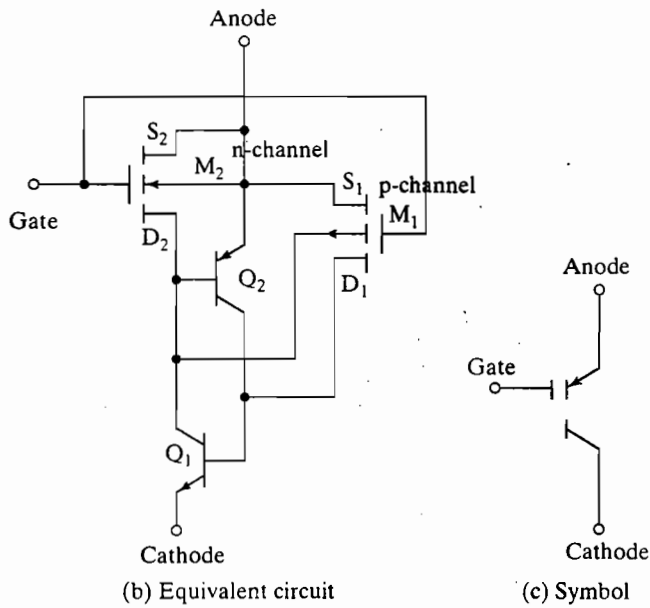 Anode
S2
n-channel
M2
S1
p-channel
M1
Gate
D2
Q2
D1
Anode
Gate
Q1
Cathode
Cathode
(b) Equivalent circuit
(c) Symbol